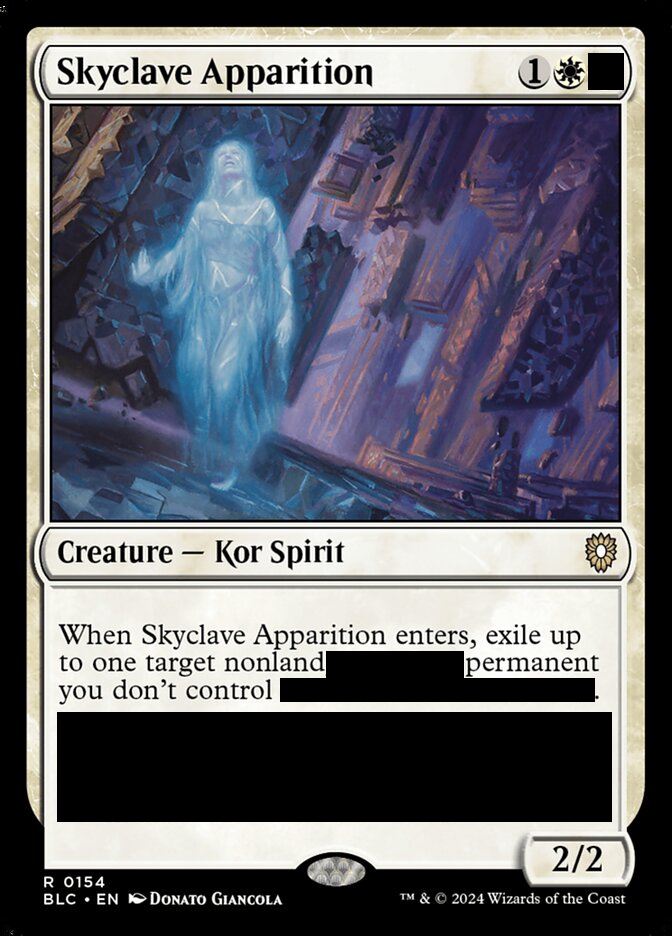 Skyclave Apparition 1
Creature — Kor Spirit
When Skyclave Apparition enters, exile up
to one target nonland permanent
you don't control .
2/2
R 0154
BLC • EN Donato Giancola
™ & © 2024 Wizards of the Coast